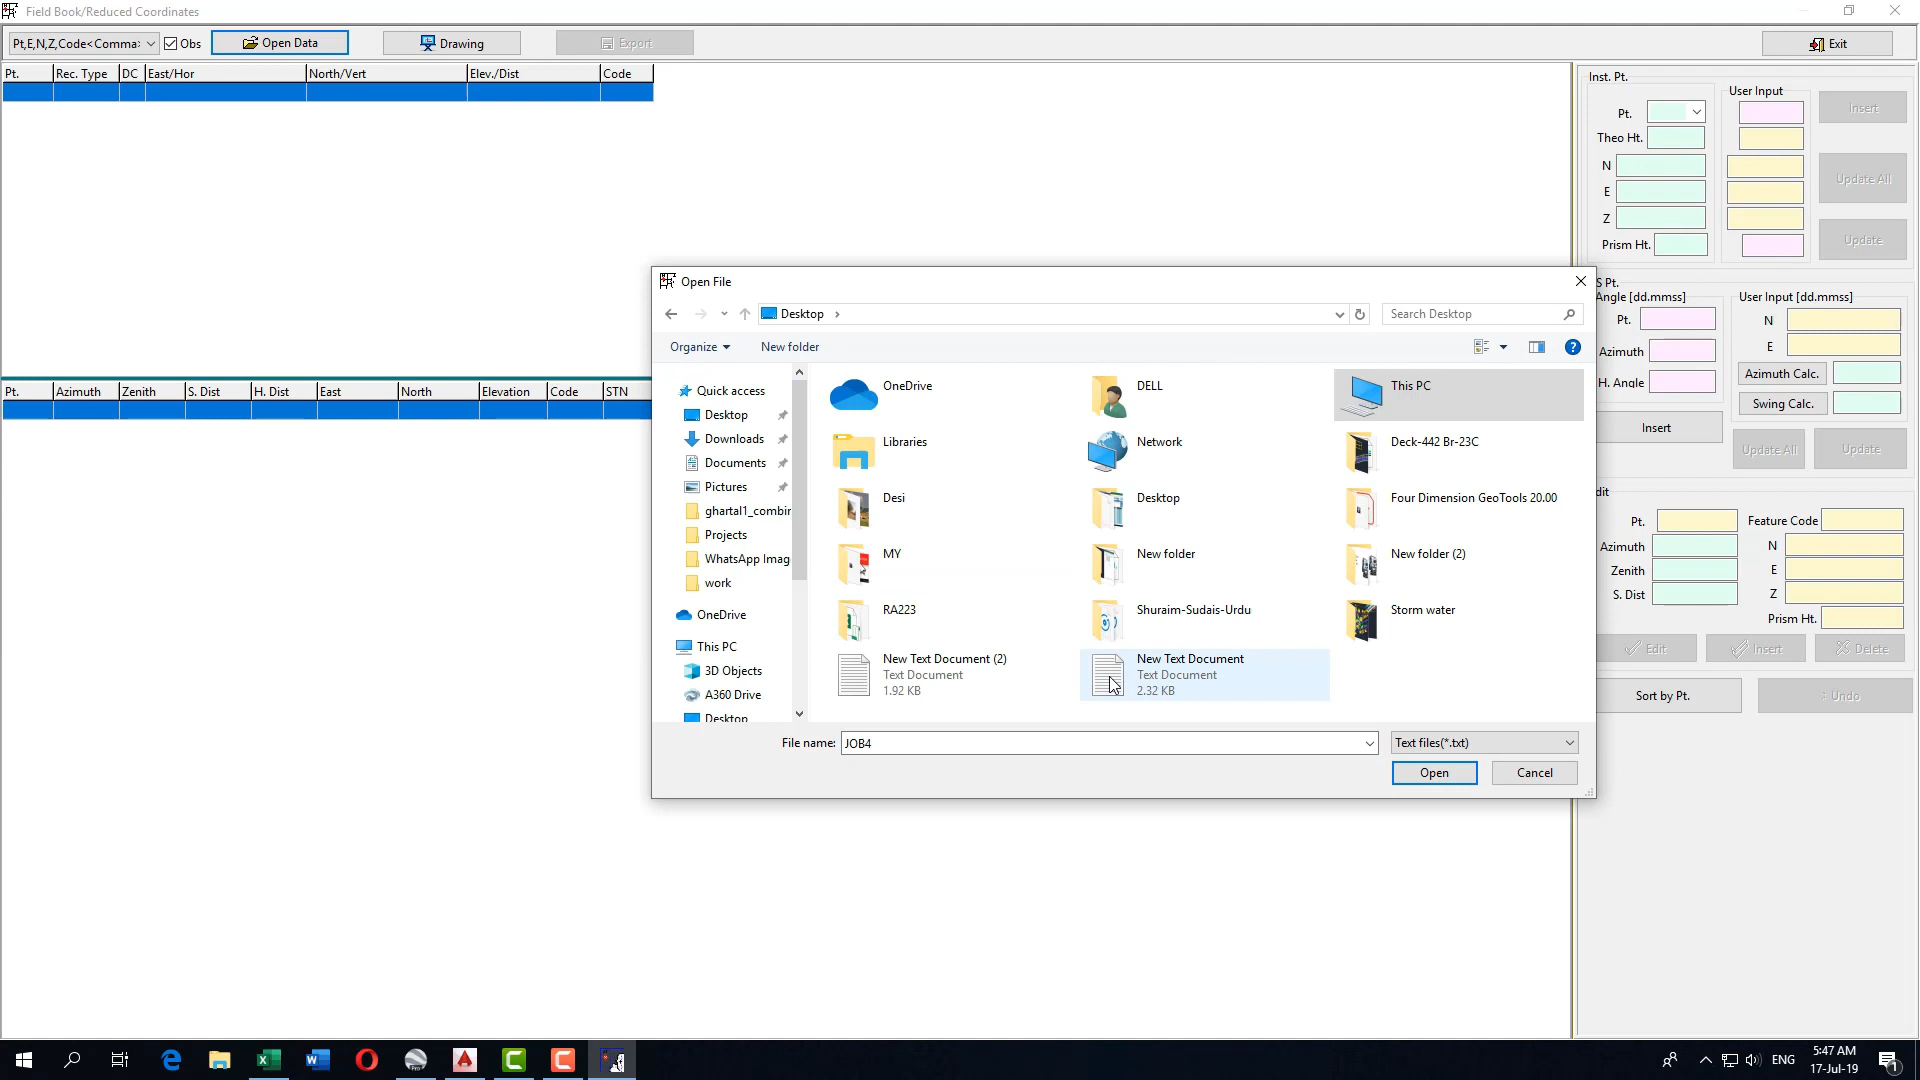 Field Book/Reduced Coordinates
Pt,E,N,Z,Code<Comma> Obs Open Data Drawing Export Exit
Pt. Rec. Type DC East/Hor North/Vert Elev./Dist Code
Inst. Pt.
User Input
Pt. Insert
Theo Ht.
N
Update All
E
Z
Prism Ht. Update
S Pt.
Angle [dd.mmss] User Input [dd.mmss]
Pt. N
E
Azimuth
Azimuth Calc.
H. Angle
Swing Calc.
Insert
Update All Update
Pt. Azimuth Zenith S. Dist H. Dist East North Elevation Code STN
dit
Pt. Feature Code
Azimuth N
Zenith E
S. Dist Z
Prism Ht.
Edit Insert Delete
Sort by Pt. Undo
Open File
Desktop
Search Desktop
Organize New folder
Quick access
Desktop
Downloads
Documents
Pictures
ghartal1_combin
Projects
WhatsApp Imag
work
OneDrive
This PC
3D Objects
A360 Drive
Desktop
OneDrive DELL This PC
Libraries Network Deck-442 Br-23C
Desi Desktop Four Dimension GeoTools 20.00
MY New folder New folder (2)
RA223 Shuraim-Sudais-Urdu Storm water
New Text Document (2)
Text Document
1.92 KB
New Text Document
Text Document
2.32 KB
File name: JOB4 Text files(*.txt)
Open Cancel
ENG
5:47 AM
17-Jul-19
1